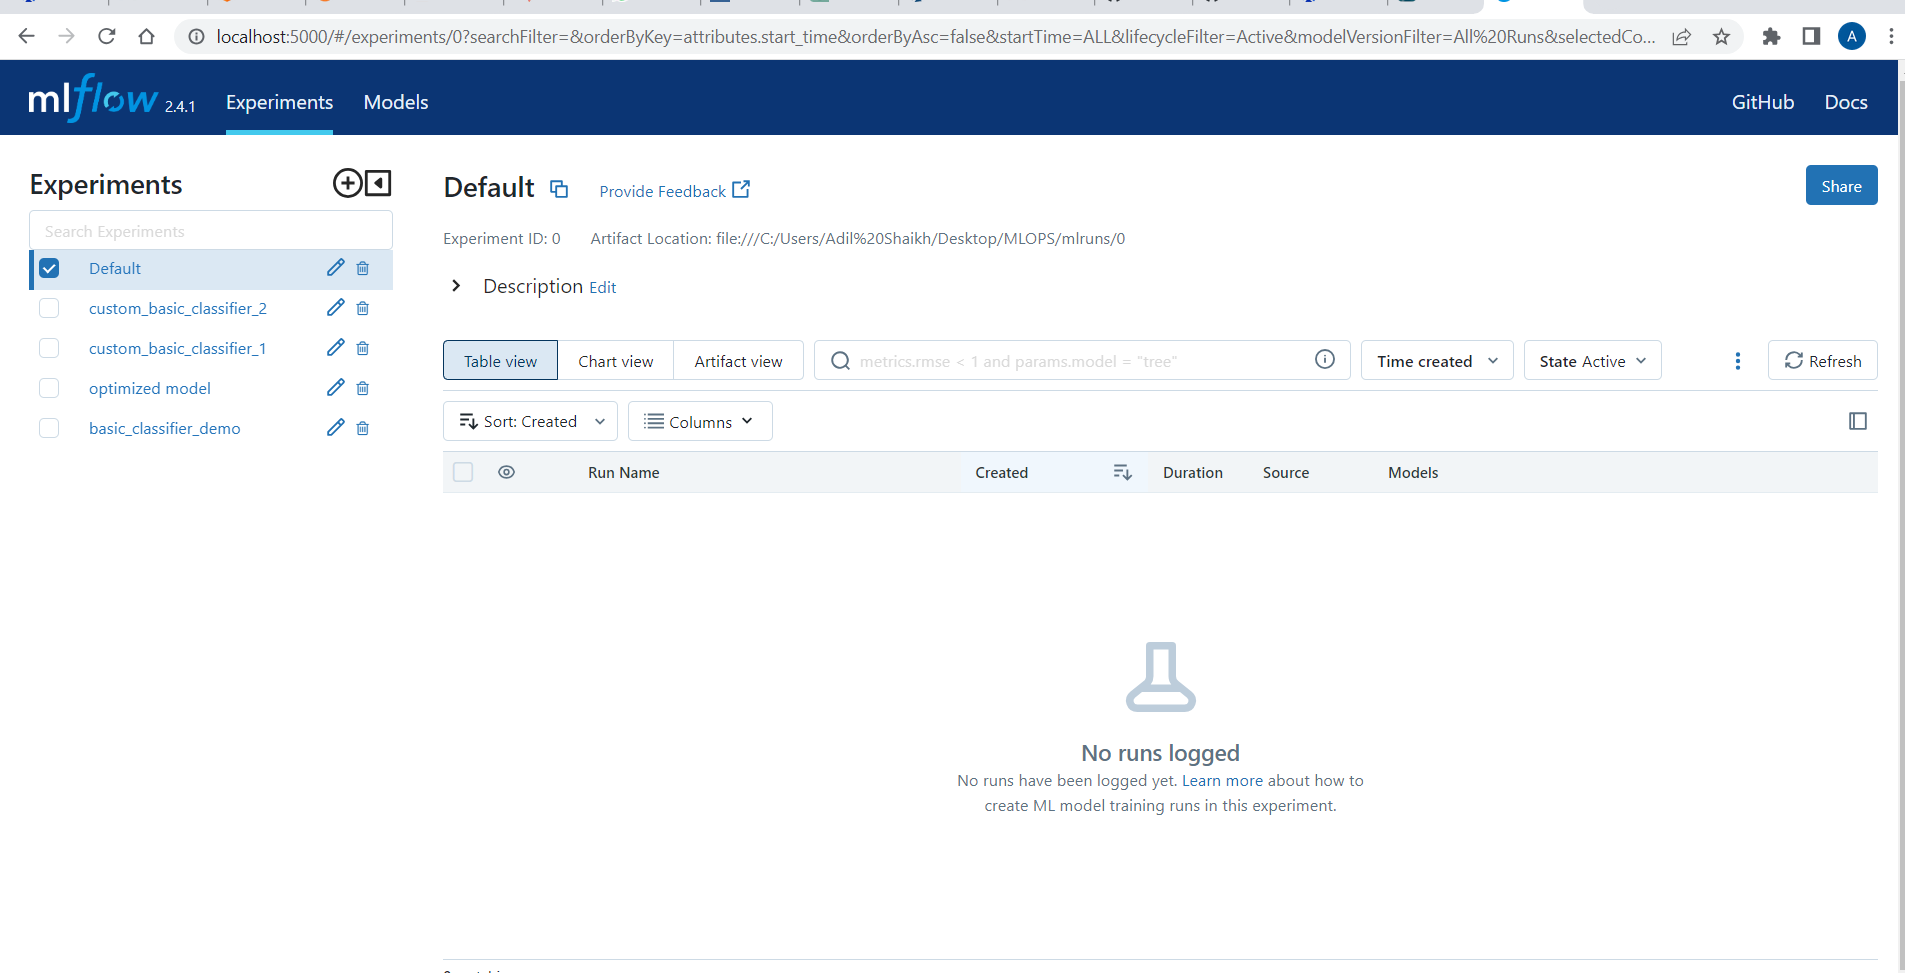 localhost:5000/#/experiments/0?searchFilter=&orderByKey=attributes.start_time&orderByAsc=false&startTime=ALL&lifecycleFilter=Active&modelVersionFilter=All%20Runs&selectedCo...
A
mlflow 2.4.1 Experiments Models GitHub Docs
Experiments
Search Experiments
Default
custom_basic_classifier_2
custom_basic_classifier_1
optimized model
basic_classifier_demo
Default Provide Feedback Share
Experiment ID: 0 Artifact Location: file:///C:/Users/Adil%20Shaikh/Desktop/MLOPS/mlruns/0
Description Edit
Table view Chart view Artifact view metrics.rmse < 1 and params.model = "tree" Time created State Active Refresh
Sort: Created Columns
Run Name Created Duration Source Models
No runs logged
No runs have been logged yet. Learn more about how to
create ML model training runs in this experiment.